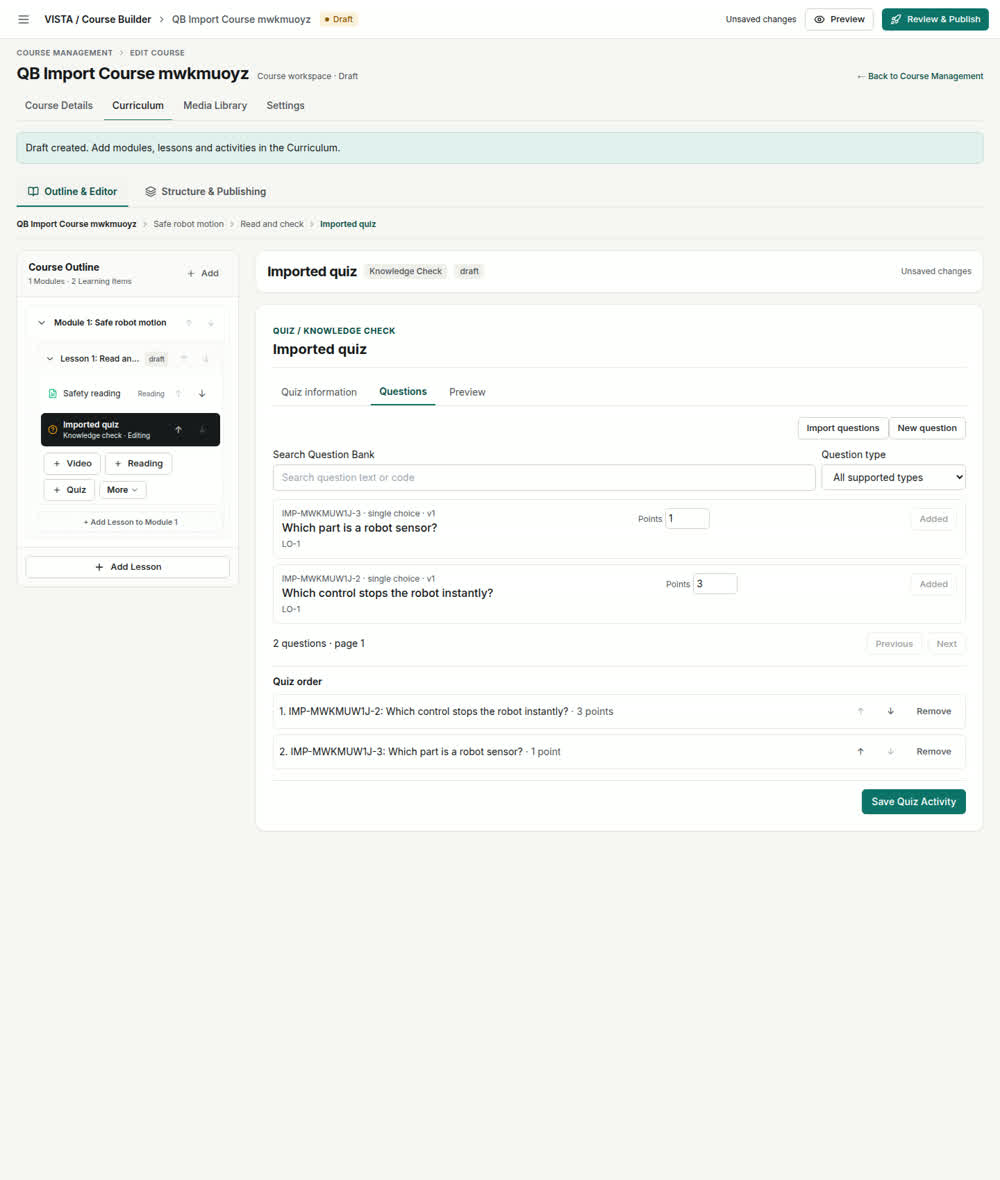 VISTA / Course Builder > QB Import Course mwkmuoyz • Draft
Unsaved changes Preview Review & Publish
COURSE MANAGEMENT > EDIT COURSE
QB Import Course mwkmuoyz Course workspace · Draft
← Back to Course Management
Course Details Curriculum Media Library Settings
Draft created. Add modules, lessons and activities in the Curriculum.
Outline & Editor Structure & Publishing
QB Import Course mwkmuoyz > Safe robot motion > Read and check > Imported quiz
Course Outline
1 Modules · 2 Learning Items
+ Add
Module 1: Safe robot motion ↑ ↓
Lesson 1: Read an... draft ↑ ↓
Safety reading Reading ↑ ↓
Imported quiz
Knowledge check · Editing ↑ ↓
+ Video + Reading
+ Quiz More
+ Add Lesson to Module 1
+ Add Lesson
Imported quiz Knowledge Check draft
Unsaved changes
QUIZ / KNOWLEDGE CHECK
Imported quiz
Quiz information Questions Preview
Import questions New question
Search Question Bank
Search question text or code
Question type
All supported types
IMP-MWKMUW1J-3 · single choice · v1
Which part is a robot sensor?
LO-1
Points 1
Added
IMP-MWKMUW1J-2 · single choice · v1
Which control stops the robot instantly?
LO-1
Points 3
Added
2 questions · page 1
Previous Next
Quiz order
1. IMP-MWKMUW1J-2: Which control stops the robot instantly? · 3 points ↑ ↓ Remove
2. IMP-MWKMUW1J-3: Which part is a robot sensor? · 1 point ↑ ↓ Remove
Save Quiz Activity